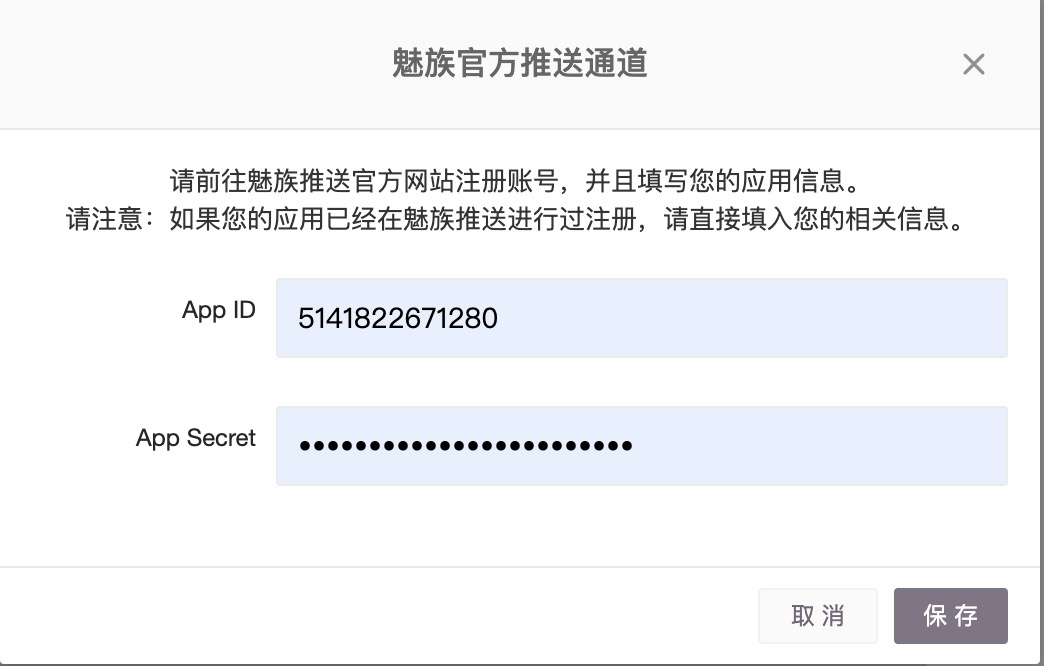 魅族官方推送通道
请前往魅族推送官方网站注册账号，并且填写您的应用信息。
请注意：如果您的应用已经在魅族推送进行过注册，请直接填入您的相关信息。
App ID
5141822671280
App Secret
••••••••••••••••••••••••
取 消
保 存